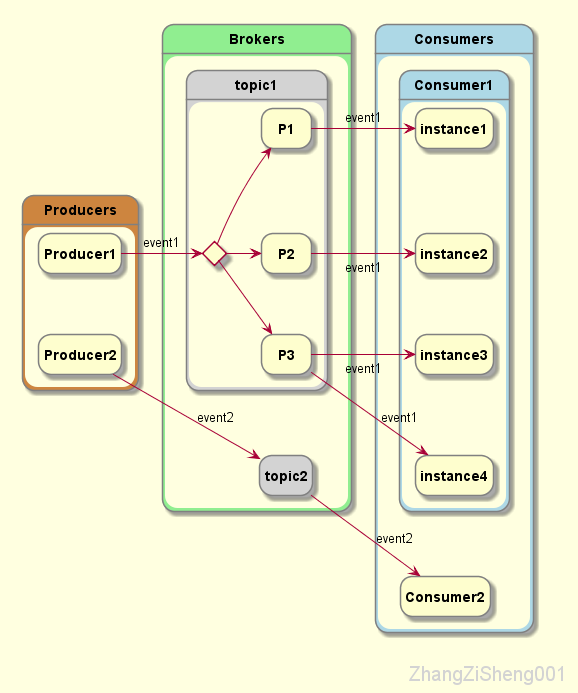 Brokers
Consumers
topic1
Consumer1
P1
event1
instance1
Producers
Producer1
event1
P2
event1
instance2
Producer2
P3
event1
instance3
event2
event1
topic2
instance4
event2
Consumer2
ZhangZiSheng001